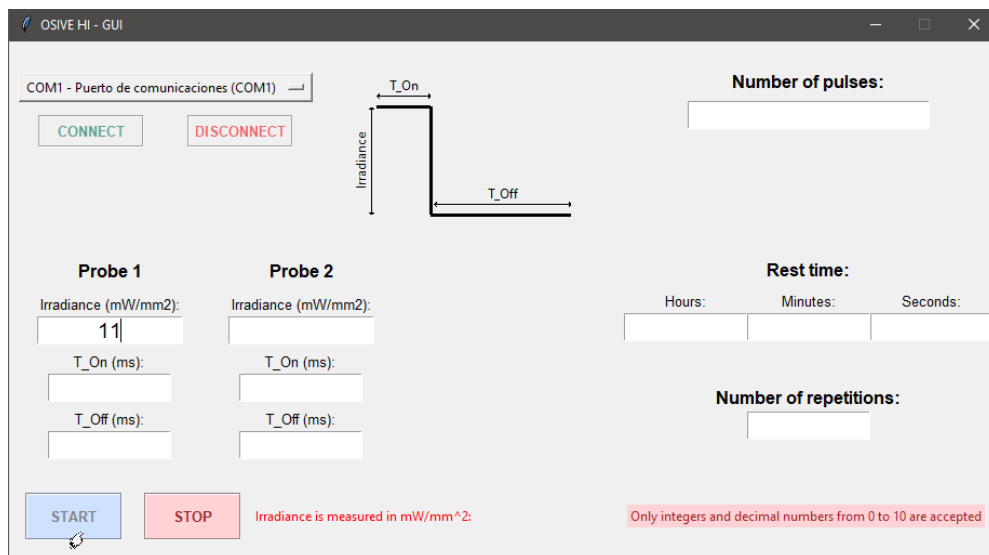 OSIVE HI - GUI
COM1 - Puerto de comunicaciones (COM1)
CONNECT
DISCONNECT
T_On
Irradiance
T_Off
Number of pulses:
Probe 1
Probe 2
Irradiance (mW/mm2):
Irradiance (mW/mm2):
11
T_On (ms):
T_On (ms):
T_Off (ms):
T_Off (ms):
Rest time:
Hours:
Minutes:
Seconds:
Number of repetitions:
START
STOP
Irradiance is measured in mW/mm^2:
Only integers and decimal numbers from 0 to 10 are accepted